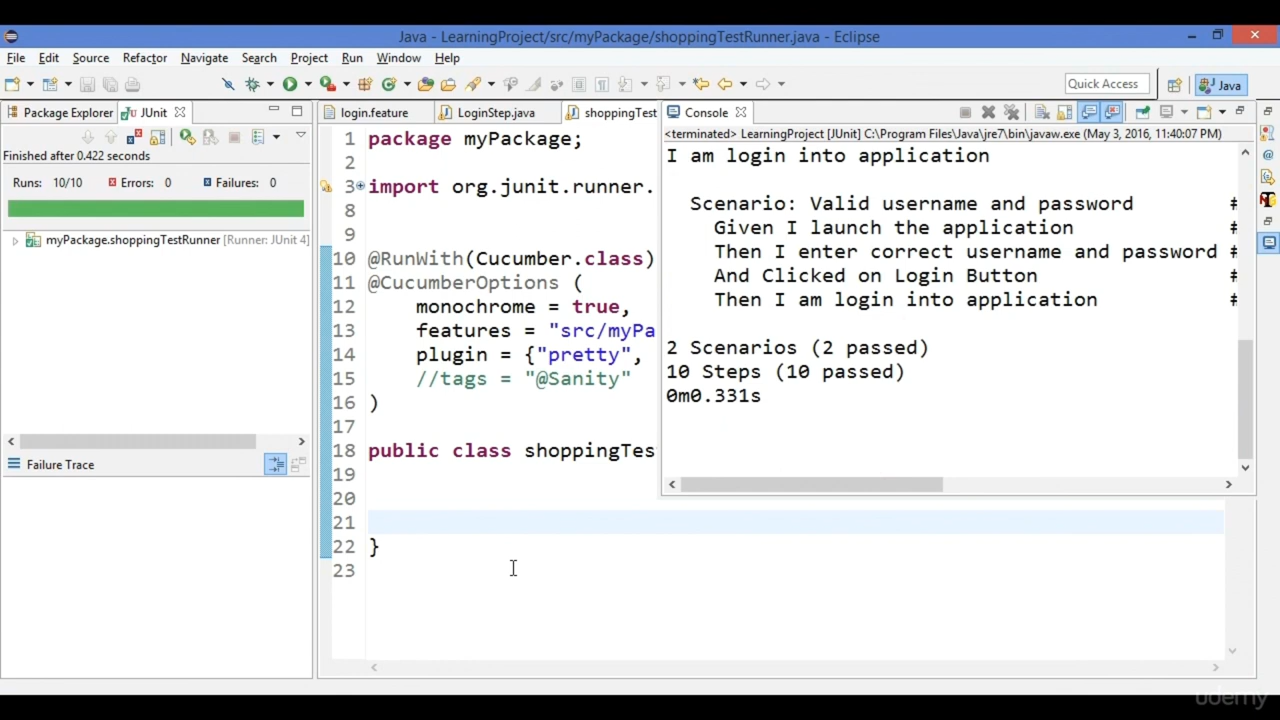 Java - LearningProject/src/myPackage/shoppingTestRunner.java - Eclipse
File Edit Source Refactor Navigate Search Project Run Window Help
Quick Access
Java
Package Explorer
JUnit
login.feature
LoginStep.java
shoppingTest
Console
Finished after 0.422 seconds
Runs: 10/10
Errors: 0
Failures: 0
myPackage.shoppingTestRunner [Runner: JUnit 4]
Failure Trace
1 package myPackage;
2
3 import org.junit.runner.
8
9
10 @RunWith(Cucumber.class)
11 @CucumberOptions (
12 monochrome = true,
13 features = "src/myPa
14 plugin = {"pretty",
15 //tags = "@Sanity"
16 )
17
18 public class shoppingTes
19
20
21
22 }
23
<terminated> LearningProject [JUnit] C:\Program Files\Java\jre7\bin\javaw.exe (May 3, 2016, 11:40:07 PM)
I am login into application
Scenario: Valid username and password #
Given I launch the application #
Then I enter correct username and password #
And Clicked on Login Button #
Then I am login into application #
2 Scenarios (2 passed)
10 Steps (10 passed)
0m0.331s
udemy